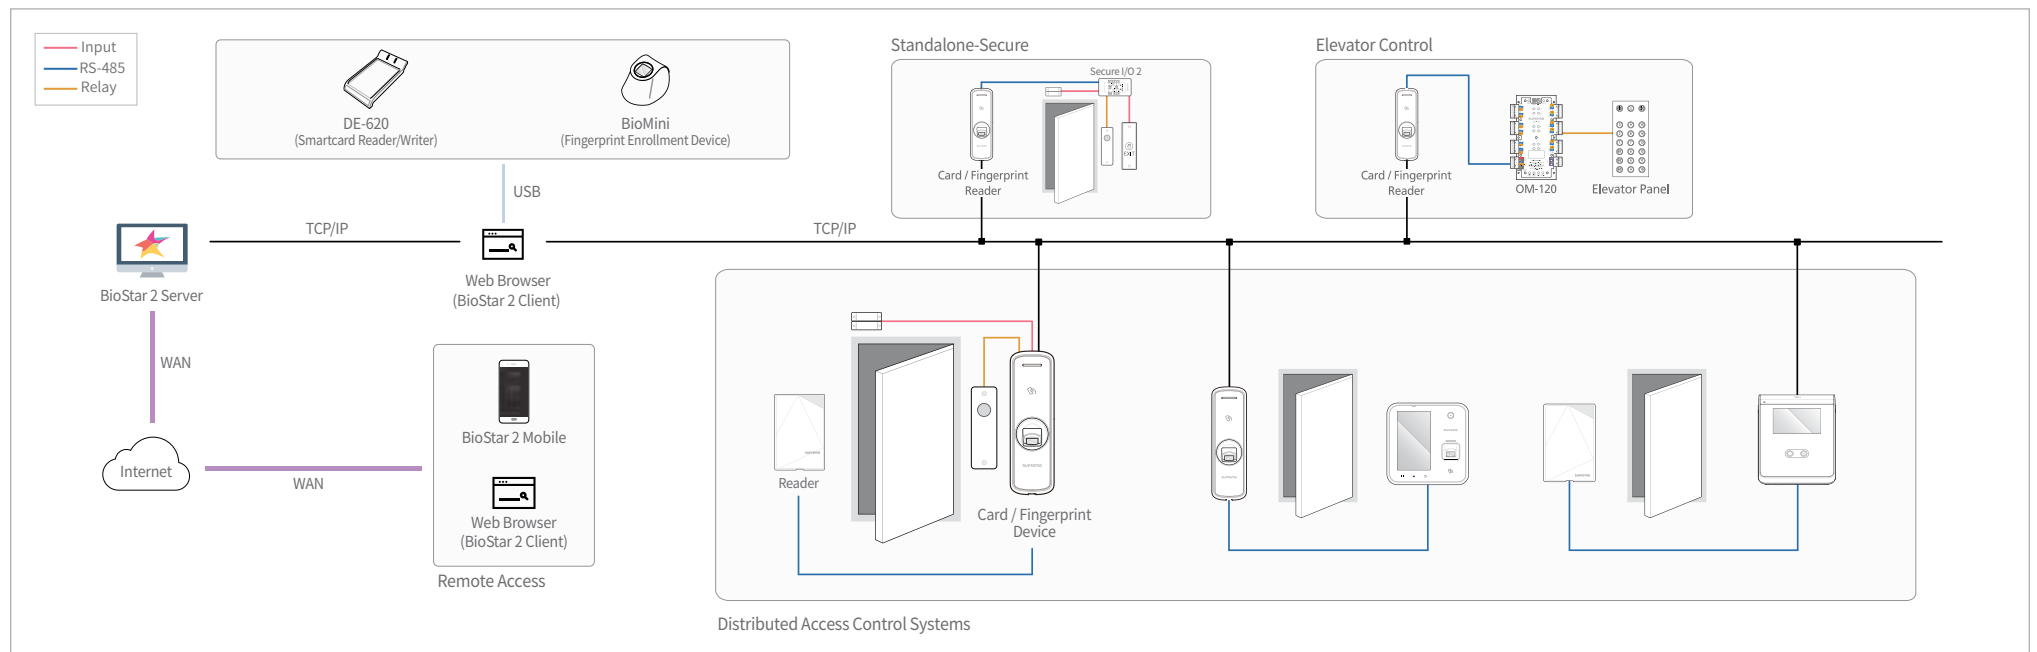 Input
RS-485
Relay
DE-620
(Smartcard Reader/Writer)
BioMini
(Fingerprint Enrollment Device)
USB
Standalone-Secure
Secure I/O 2
EXIT
Card / Fingerprint
Reader
Elevator Control
Card / Fingerprint
Reader
OM-120
Elevator Panel
TCP/IP
TCP/IP
BioStar 2 Server
Web Browser
(BioStar 2 Client)
WAN
Internet
WAN
BioStar 2 Mobile
Web Browser
(BioStar 2 Client)
Remote Access
Reader
Card / Fingerprint
Device
Distributed Access Control Systems